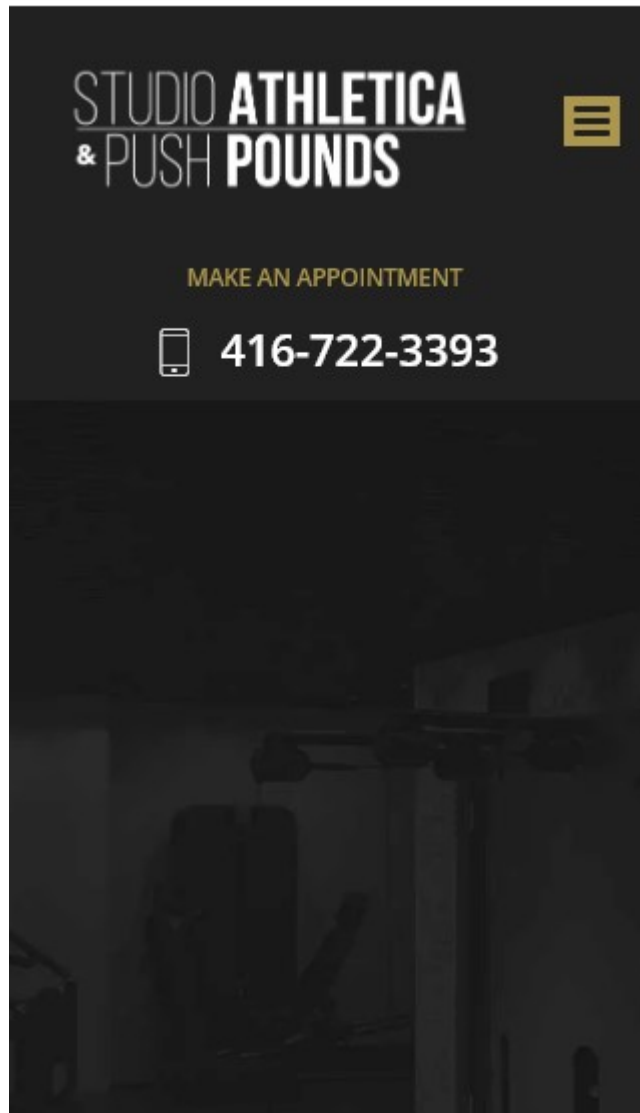 STUDIO ATHLETICA
& PUSH POUNDS
MAKE AN APPOINTMENT
416-722-3393